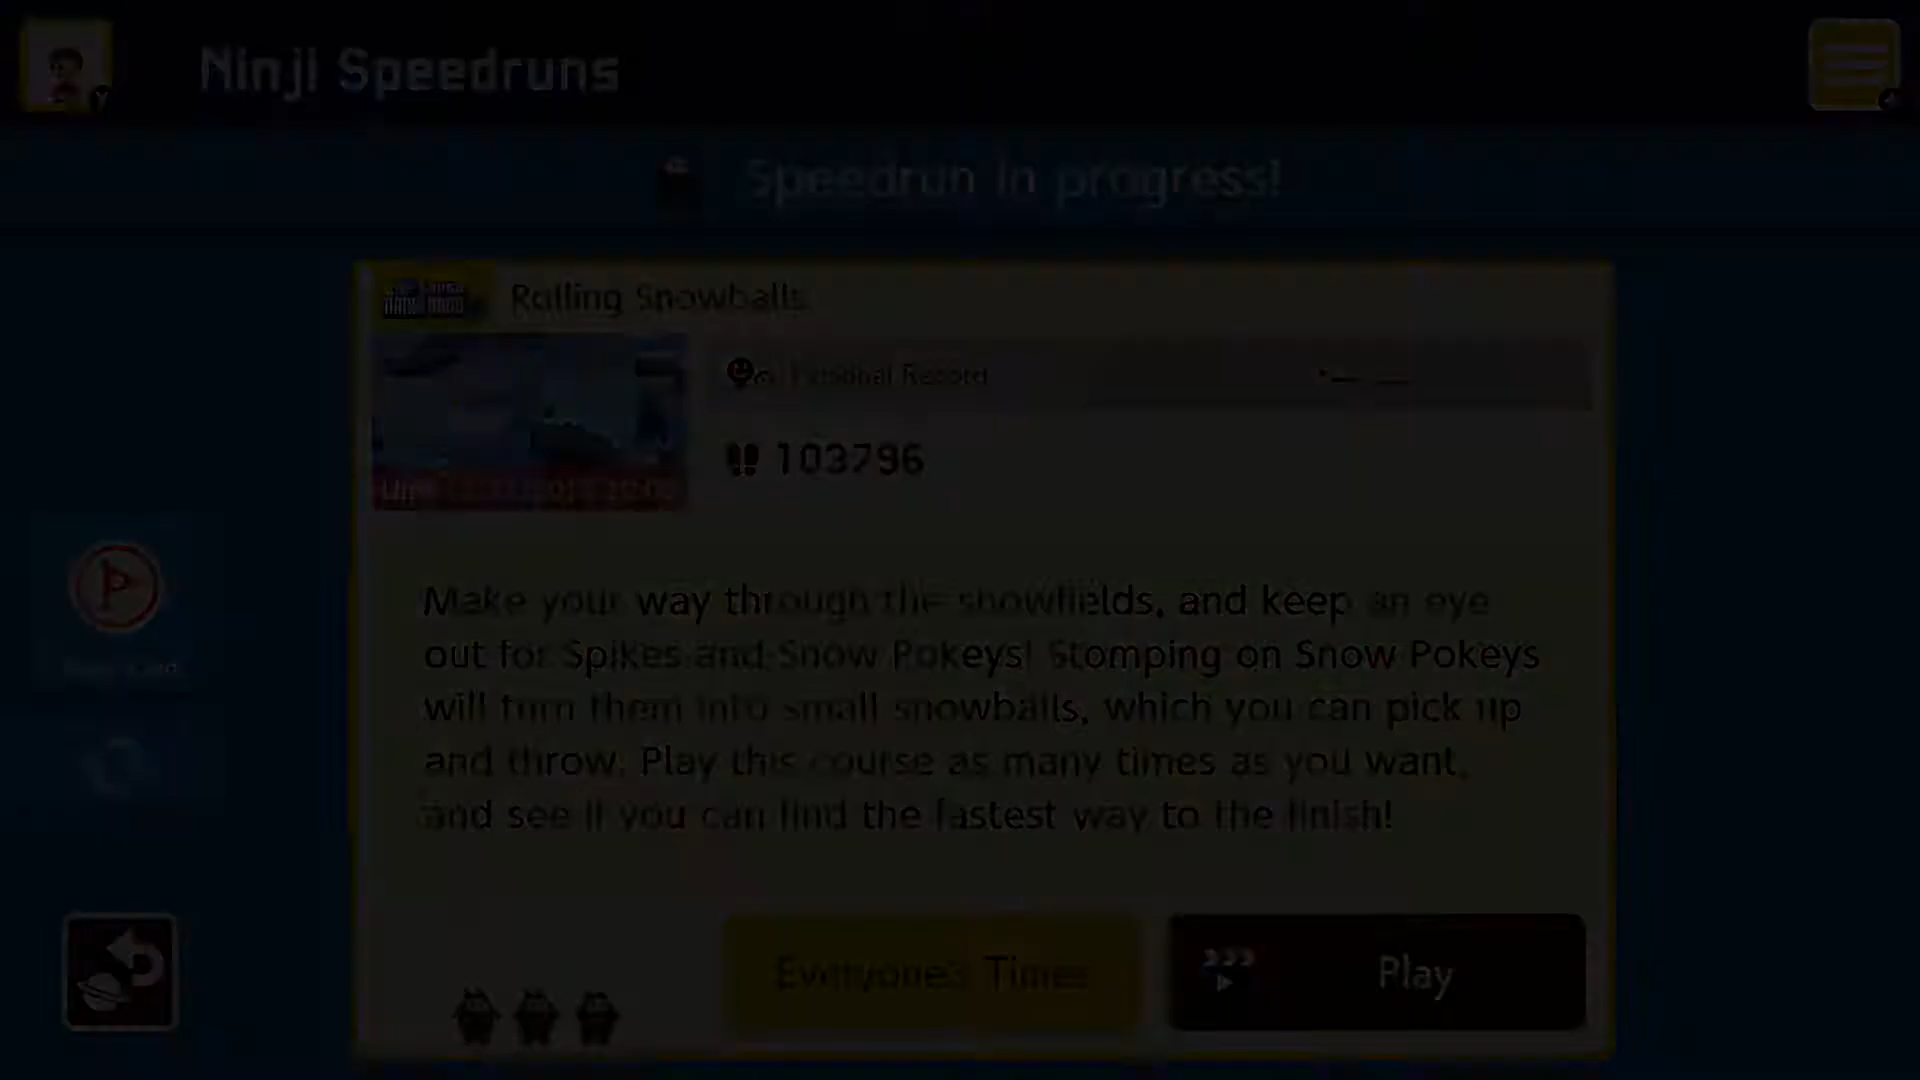 Ninji Speedruns
Speedrun in progress!
Rolling Snowballs
Personal Record
103796
Make your way through the snowfields, and keep an eye
out for Spikes and Snow Pokeys! Stomping on Snow Pokeys
will turn them into small snowballs, which you can pick up
and throw. Play this course as many times as you want,
and see if you can find the fastest way to the finish!
Everyone's Times
Play